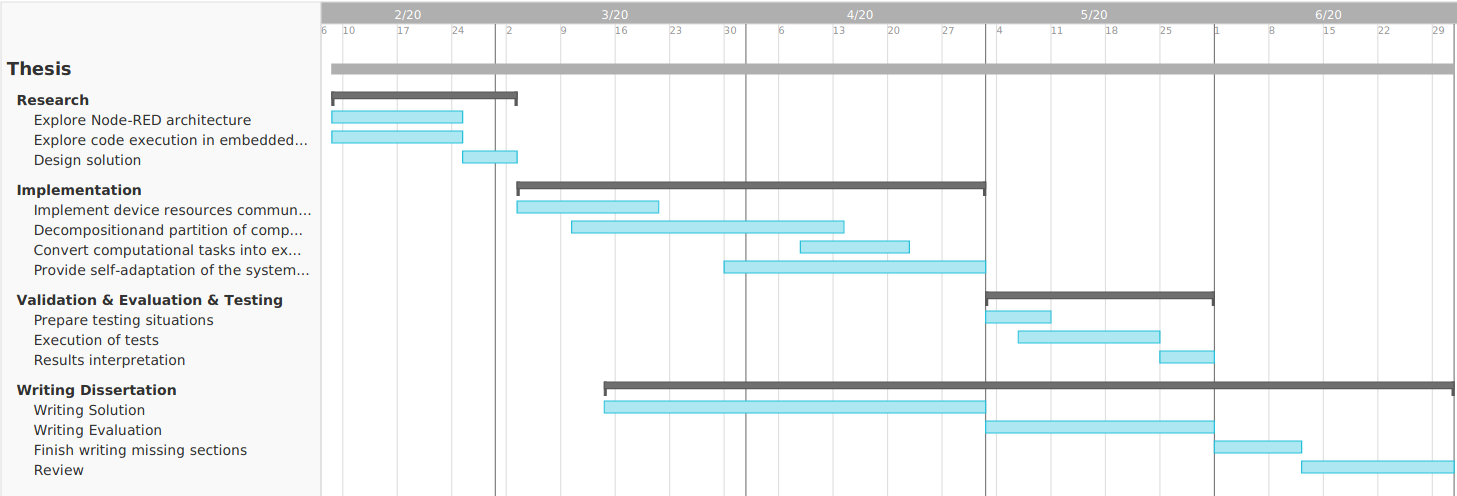 2/20 3/20 4/20 5/20 6/20
6 10 17 24 2 9 16 23 30 6 13 20 27 4 11 18 25 1 8 15 22 29
Thesis
Research
Explore Node-RED architecture
Explore code execution in embedded...
Design solution
Implementation
Implement device resources commun...
Decompositionand partition of comp...
Convert computational tasks into ex...
Provide self-adaptation of the system...
Validation & Evaluation & Testing
Prepare testing situations
Execution of tests
Results interpretation
Writing Dissertation
Writing Solution
Writing Evaluation
Finish writing missing sections
Review